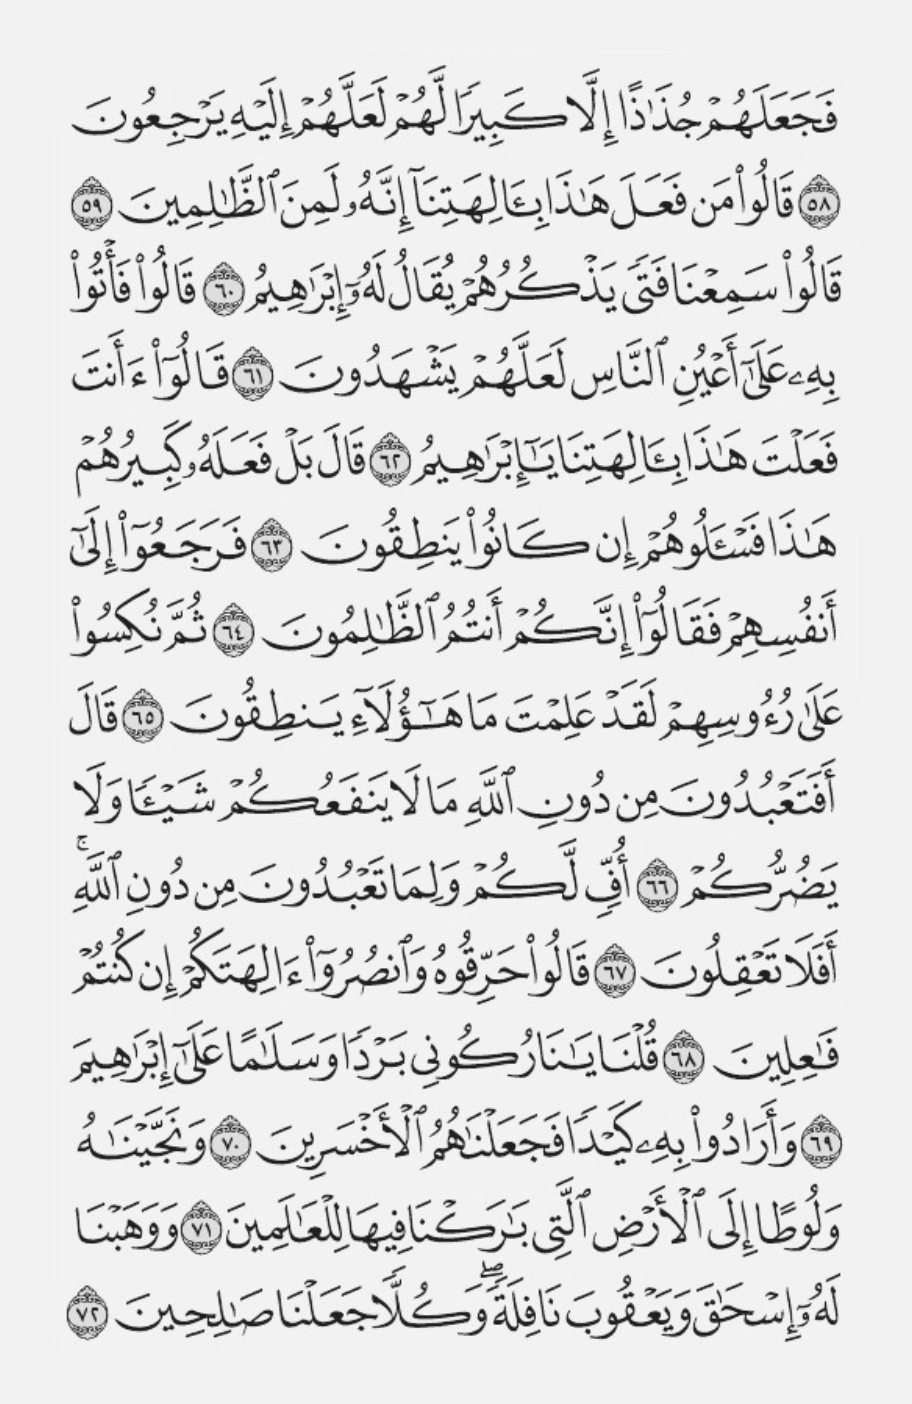 فَجَعَلَهُمْ جُذَٰذًا إِلَّا كَبِيرًا لَّهُمْ لَعَلَّهُمْ إِلَيْهِ يَرْجِعُونَ
٥٨ قَالُوا۟ مَن فَعَلَ هَٰذَا بِـَٔالِهَتِنَآ إِنَّهُۥ لَمِنَ ٱلظَّٰلِمِينَ ٥٩
قَالُوا۟ سَمِعْنَا فَتًى يَذْكُرُهُمْ يُقَالُ لَهُۥٓ إِبْرَٰهِيمُ ٦٠ قَالُوا۟ فَأْتُوا۟
بِهِۦ عَلَىٰٓ أَعْيُنِ ٱلنَّاسِ لَعَلَّهُمْ يَشْهَدُونَ ٦١ قَالُوٓا۟ ءَأَنتَ
فَعَلْتَ هَٰذَا بِـَٔالِهَتِنَا يَٰٓإِبْرَٰهِيمُ ٦٢ قَالَ بَلْ فَعَلَهُۥ كَبِيرُهُمْ
هَٰذَا فَسْـَٔلُوهُمْ إِن كَانُوا۟ يَنطِقُونَ ٦٣ فَرَجَعُوٓا۟ إِلَىٰٓ
أَنفُسِهِمْ فَقَالُوٓا۟ إِنَّكُمْ أَنتُمُ ٱلظَّٰلِمُونَ ٦٤ ثُمَّ نُكِسُوا۟
عَلَىٰ رُءُوسِهِمْ لَقَدْ عَلِمْتَ مَا هَٰٓؤُلَآءِ يَنطِقُونَ ٦٥ قَالَ
أَفَتَعْبُدُونَ مِن دُونِ ٱللَّهِ مَا لَا يَنفَعُكُمْ شَيْـًٔا وَلَا
يَضُرُّكُمْ ٦٦ أُفٍّ لَّكُمْ وَلِمَا تَعْبُدُونَ مِن دُونِ ٱللَّهِ ۚ
أَفَلَا تَعْقِلُونَ ٦٧ قَالُوا۟ حَرِّقُوهُ وَٱنصُرُوٓا۟ ءَالِهَتَكُمْ إِن كُنتُمْ
فَٰعِلِينَ ٦٨ قُلْنَا يَٰنَارُ كُونِى بَرْدًا وَسَلَٰمًا عَلَىٰٓ إِبْرَٰهِيمَ
٦٩ وَأَرَادُوا۟ بِهِۦ كَيْدًا فَجَعَلْنَٰهُمُ ٱلْأَخْسَرِينَ ٧٠ وَنَجَّيْنَٰهُ
وَلُوطًا إِلَى ٱلْأَرْضِ ٱلَّتِى بَٰرَكْنَا فِيهَا لِلْعَٰلَمِينَ ٧١ وَوَهَبْنَا
لَهُۥٓ إِسْحَٰقَ وَيَعْقُوبَ نَافِلَةً ۖ وَكُلًّا جَعَلْنَا صَٰلِحِينَ ٧٢